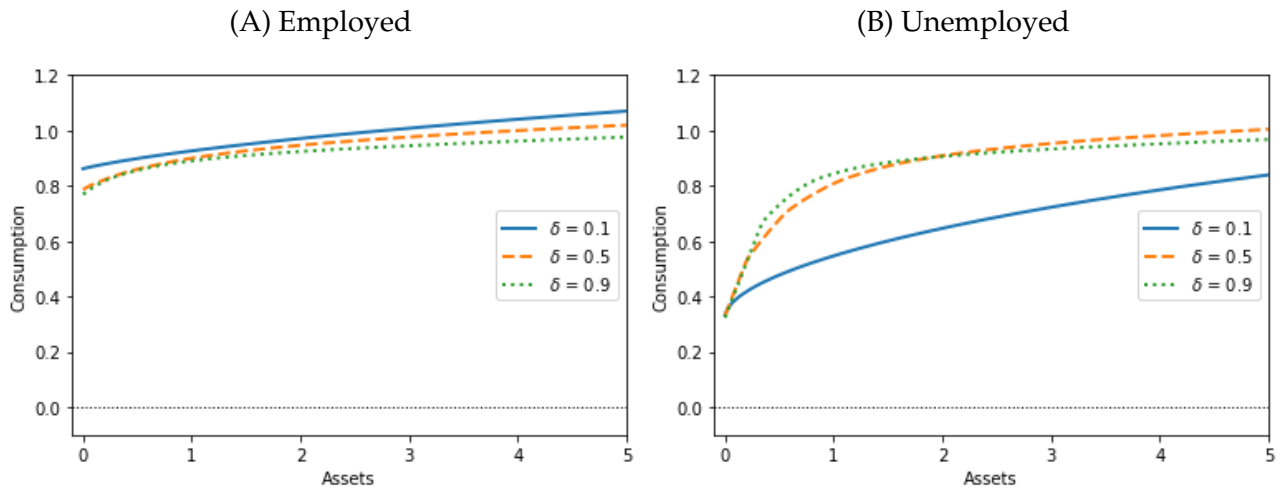 (A) Employed
1.2
1.0
0.8
0.6
0.4
0.2
0.0
Consumption
δ = 0.1
δ = 0.5
δ = 0.9
0 1 2 3 4 5
Assets
(B) Unemployed
1.2
1.0
0.8
0.6
0.4
0.2
0.0
Consumption
δ = 0.1
δ = 0.5
δ = 0.9
0 1 2 3 4 5
Assets